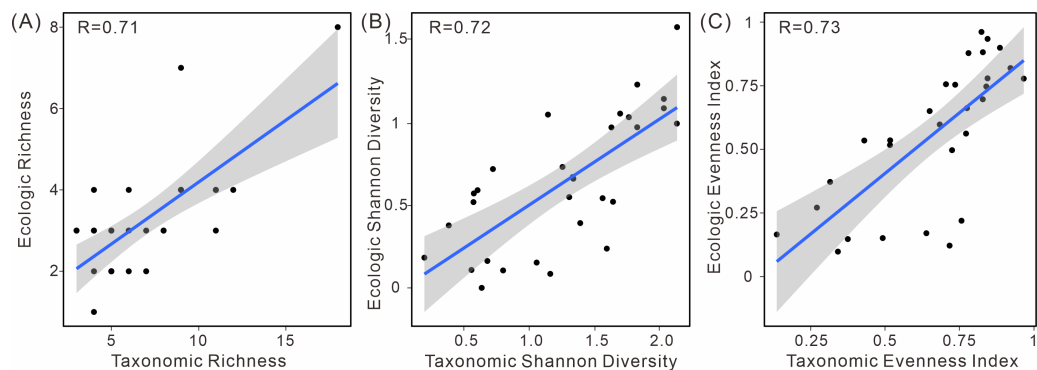 (A)
R=0.71
Ecologic Richness
8
6
4
2
5
10
15
Taxonomic Richness
(B)
R=0.72
Ecologic Shannon Diversity
1.5
1
0.5
0
0.5
1.0
1.5
2.0
Taxonomic Shannon Diversity
(C)
R=0.73
Ecologic Evenness Index
1
0.75
0.5
0.25
0
0.25
0.5
0.75
1
Taxonomic Evenness Index